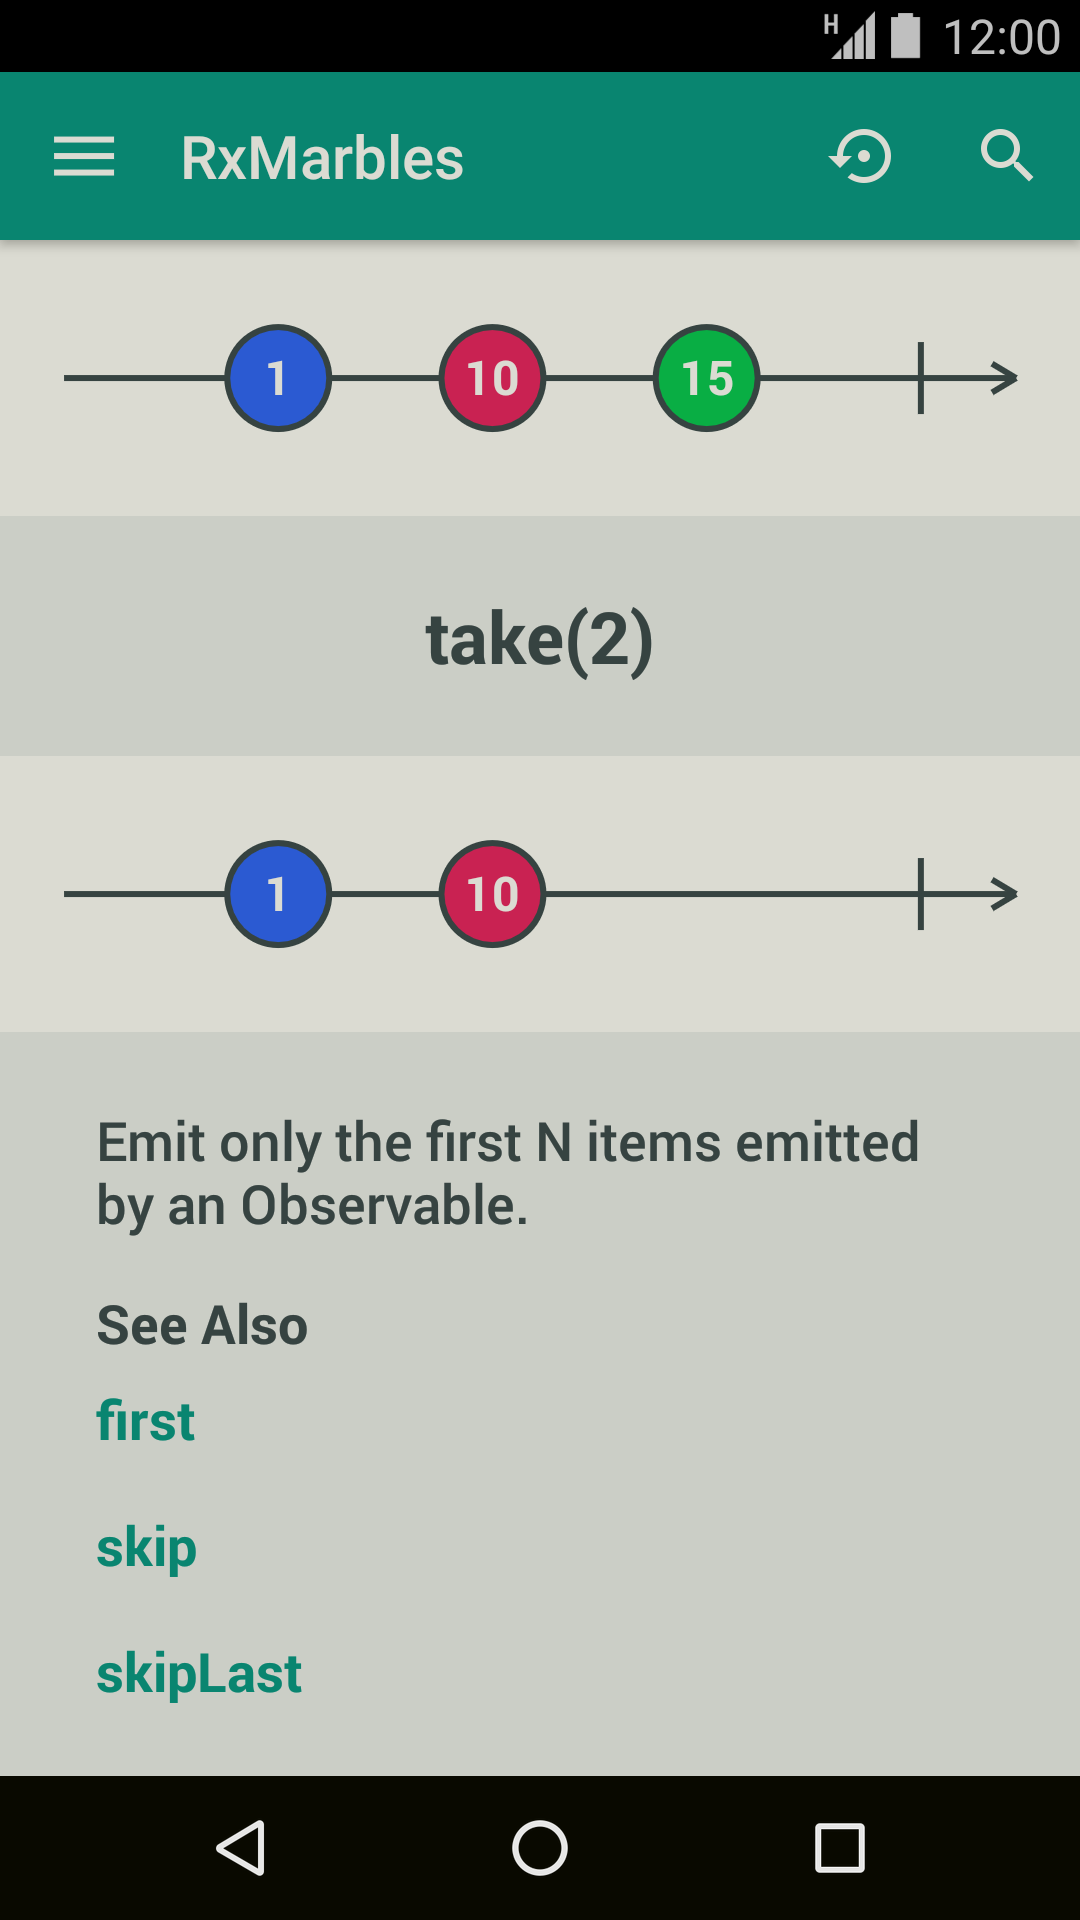 H 12:00
RxMarbles
1 10 15
take(2)
1 10
Emit only the first N items emitted
by an Observable.
See Also
first
skip
skipLast